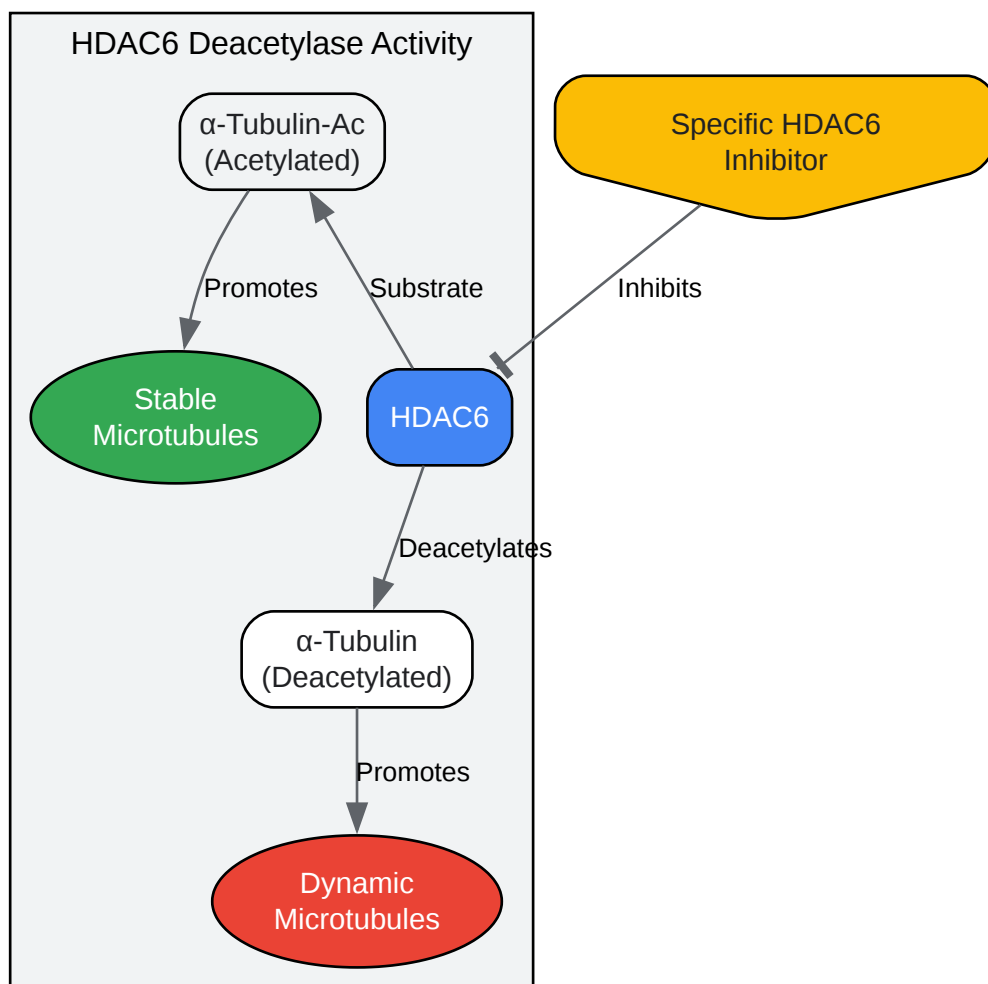 HDAC6 Deacetylase Activity
α-Tubulin-Ac
(Acetylated)
Specific HDAC6
Inhibitor
Promotes
Substrate
Inhibits
Stable
Microtubules
HDAC6
Deacetylates
α-Tubulin
(Deacetylated)
Promotes
Dynamic
Microtubules